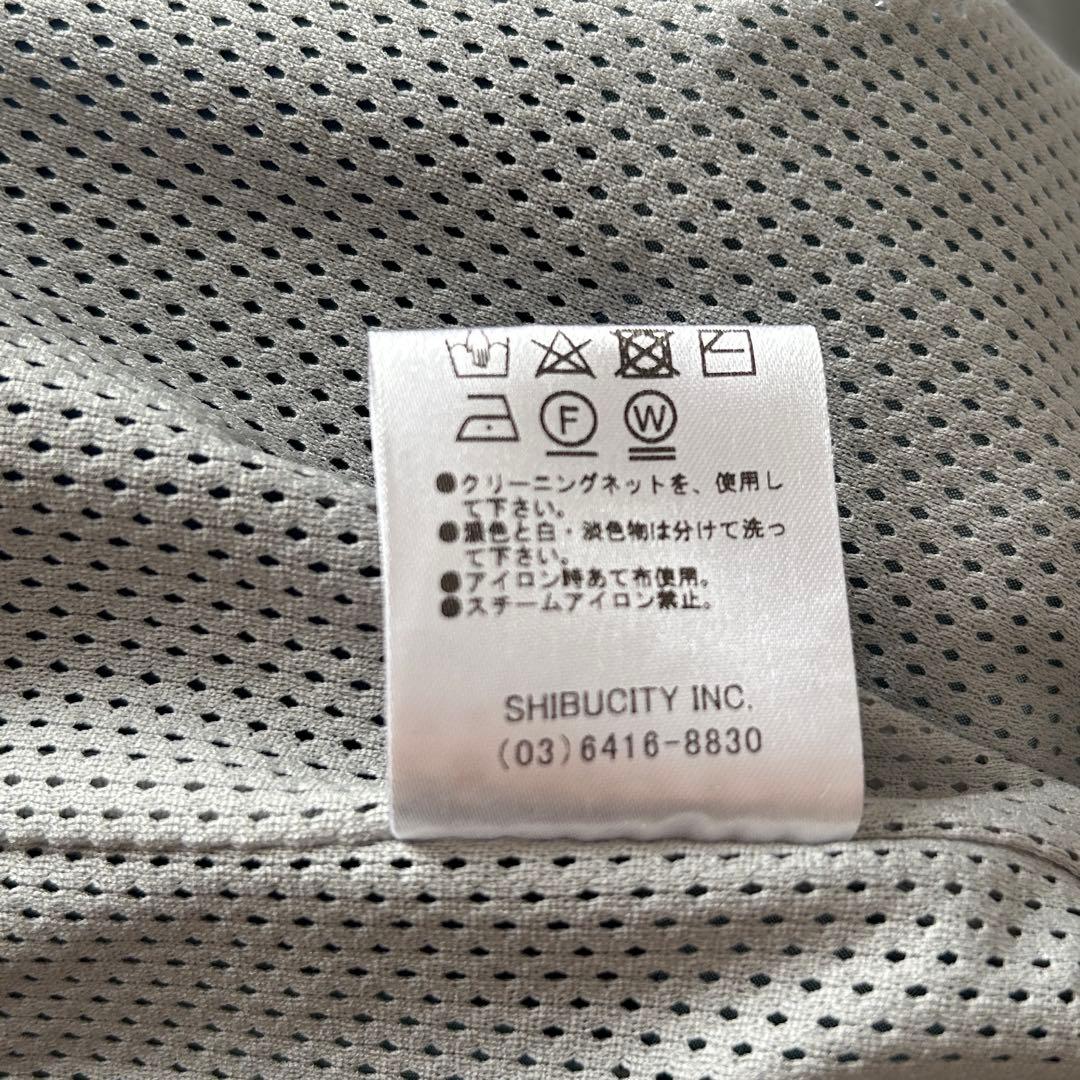 F W
●クリーニングネットを、使用し
て下さい。
●濃色と白・淡色物は分けて洗っ
て下さい。
●アイロン時あて布使用。
●スチームアイロン禁止。
SHIBUCITY INC.
(03)6416-8830